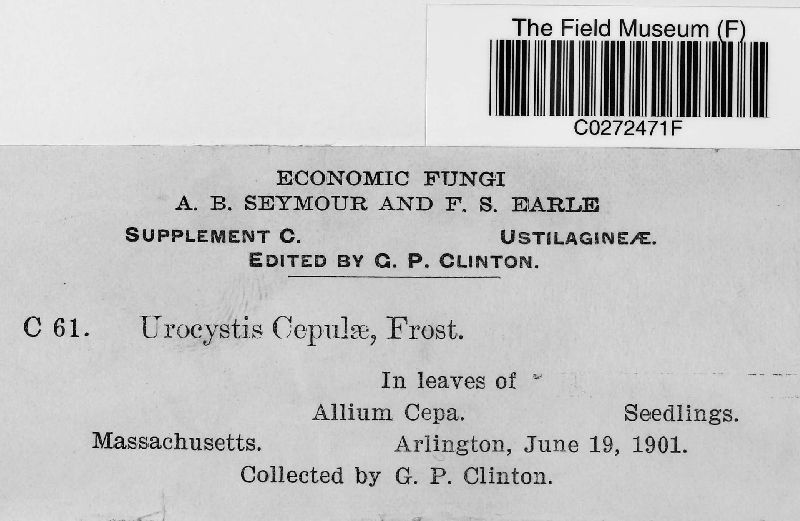 The Field Museum (F)
C0272471F
ECONOMIC FUNGI
A. B. SEYMOUR AND F. S. EARLE
SUPPLEMENT C. USTILAGINEÆ.
EDITED BY G. P. CLINTON.
C 61. Urocystis Cepulæ, Frost.
In leaves of
Allium Cepa. Seedlings.
Massachusetts. Arlington, June 19, 1901.
Collected by G. P. Clinton.